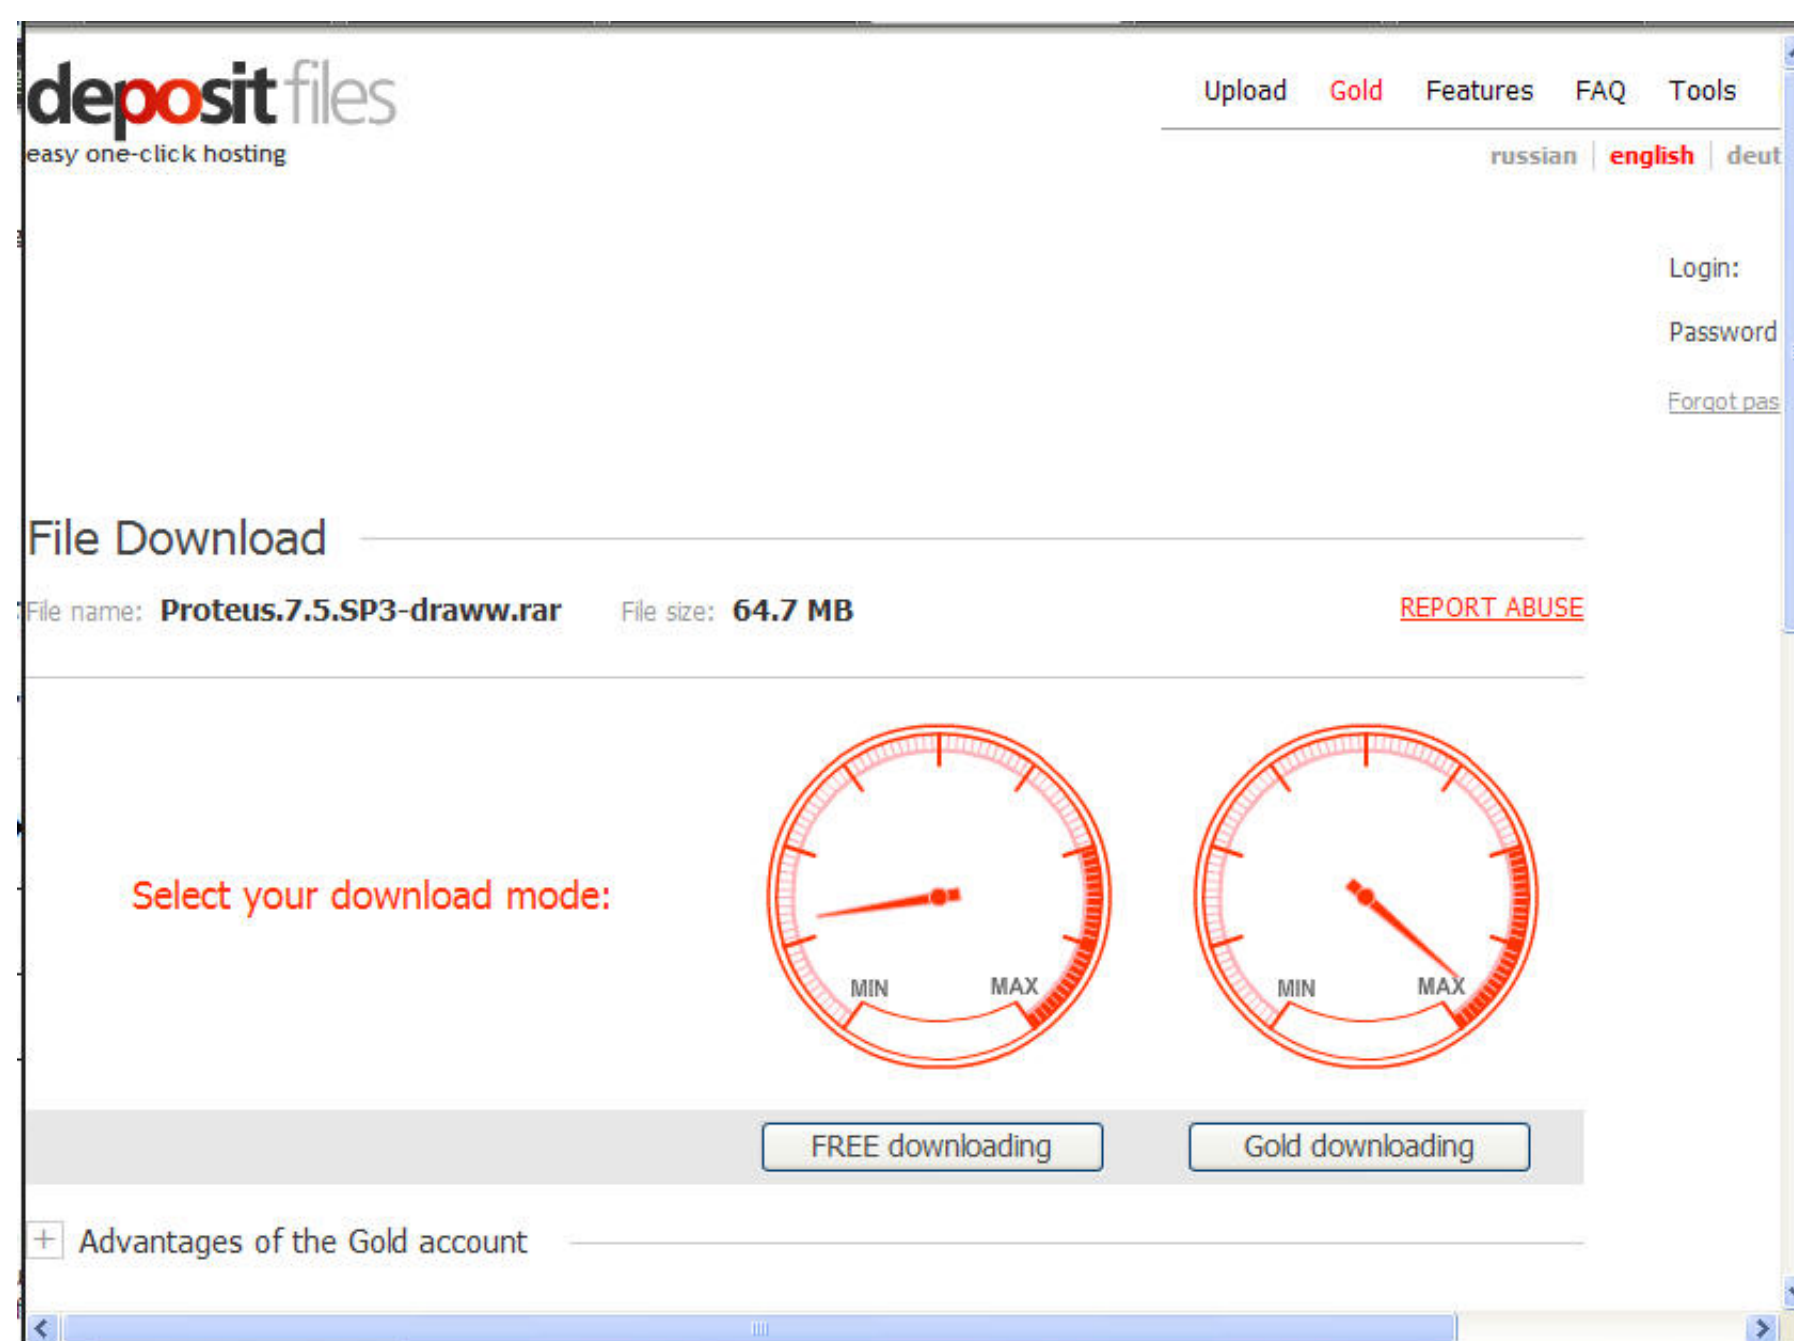 depositfiles
easy one-click hosting
Upload Gold Features FAQ Tools
russian english deut
Login:
Password
Forgot pas
File Download
File name: Proteus.7.5.SP3-draww.rar File size: 64.7 MB REPORT ABUSE
Select your download mode:
MIN MAX MIN MAX
FREE downloading Gold downloading
+ Advantages of the Gold account